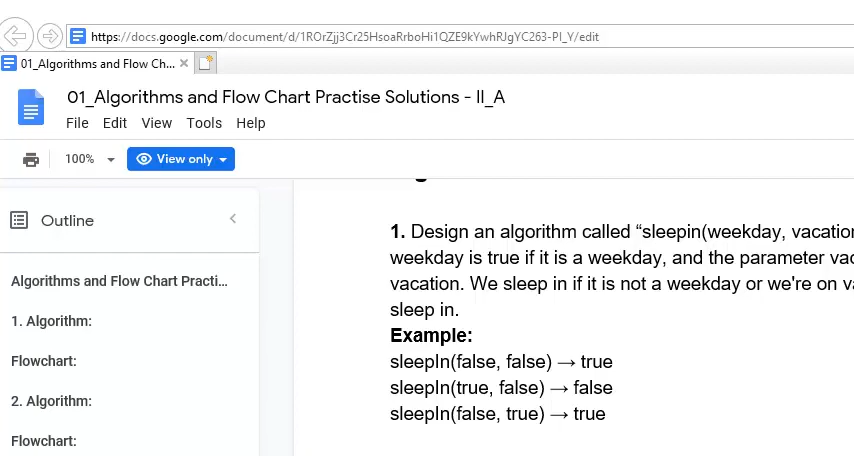 https://docs.google.com/document/d/1ROrZjj3Cr25HsoaRrboHi1QZE9kYwhRJgYC263-PI_Y/edit
01_Algorithms and Flow Ch...
01_Algorithms and Flow Chart Practise Solutions - II_A
File Edit View Tools Help
100% View only
Outline
Algorithms and Flow Chart Practi...
1. Algorithm:
Flowchart:
2. Algorithm:
Flowchart:
1. Design an algorithm called “sleepin(weekday, vacation
weekday is true if it is a weekday, and the parameter vac
vacation. We sleep in if it is not a weekday or we're on va
sleep in.
Example:
sleepIn(false, false) → true
sleepIn(true, false) → false
sleepIn(false, true) → true